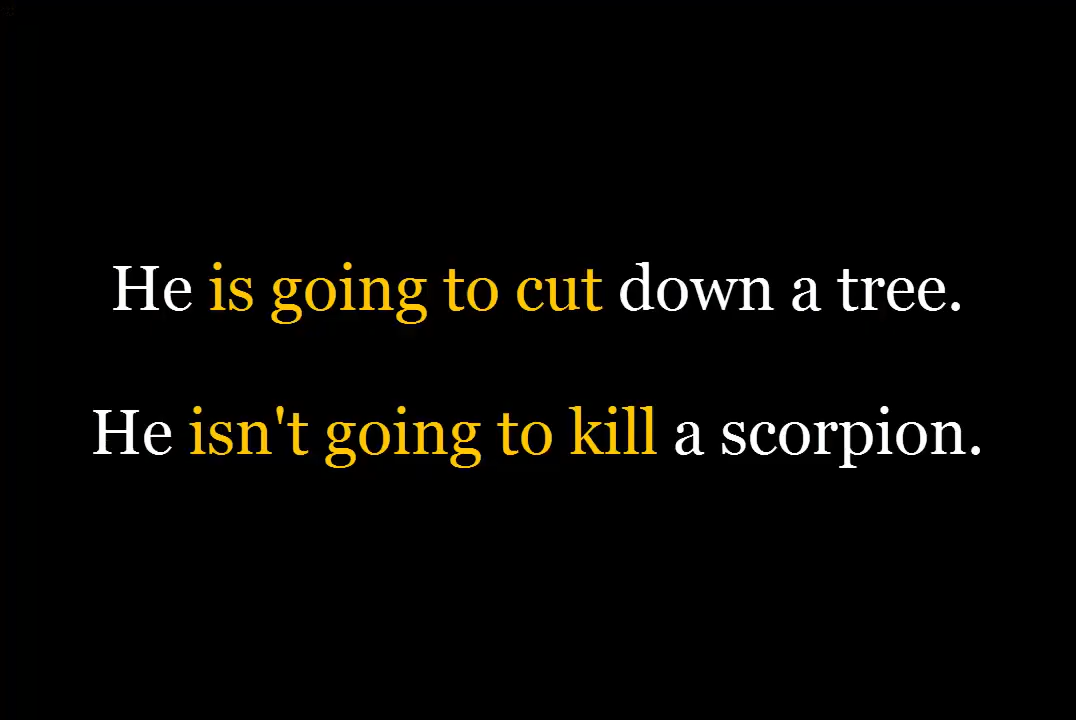 He is going to cut down a tree.
He isn't going to kill a scorpion.